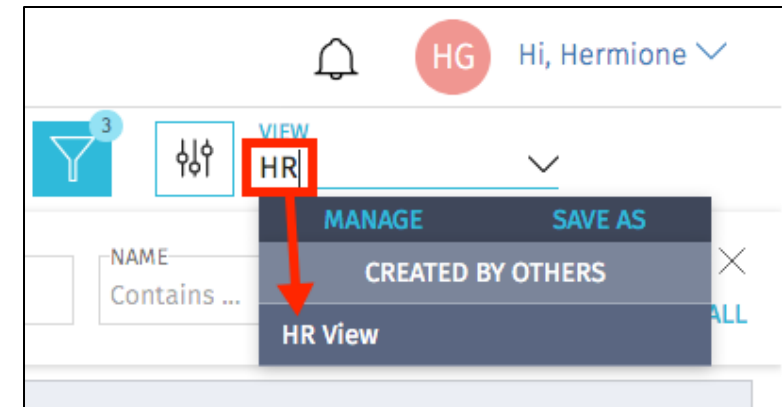 HG Hi, Hermione
3
VIEW
HR
MANAGE SAVE AS
CREATED BY OTHERS
HR View
NAME
Contains ...
ALL